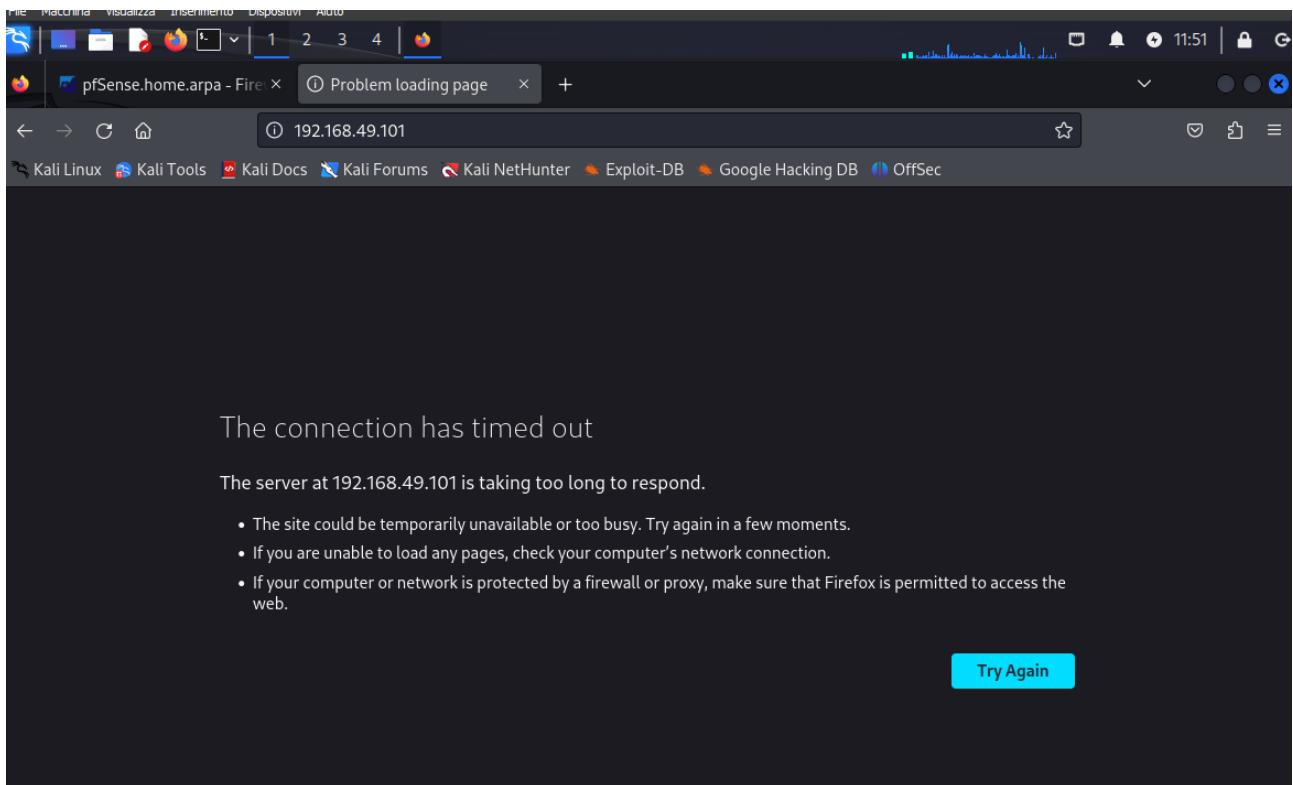 File Macchina Visualizza Inserimento Dispositivi Aiuto
1 2 3 4 11:51
pfSense.home.arpa - Fire Problem loading page
192.168.49.101
Kali Linux Kali Tools Kali Docs Kali Forums Kali NetHunter Exploit-DB Google Hacking DB OffSec
The connection has timed out
The server at 192.168.49.101 is taking too long to respond.
• The site could be temporarily unavailable or too busy. Try again in a few moments.
• If you are unable to load any pages, check your computer’s network connection.
• If your computer or network is protected by a firewall or proxy, make sure that Firefox is permitted to access the
web.
Try Again